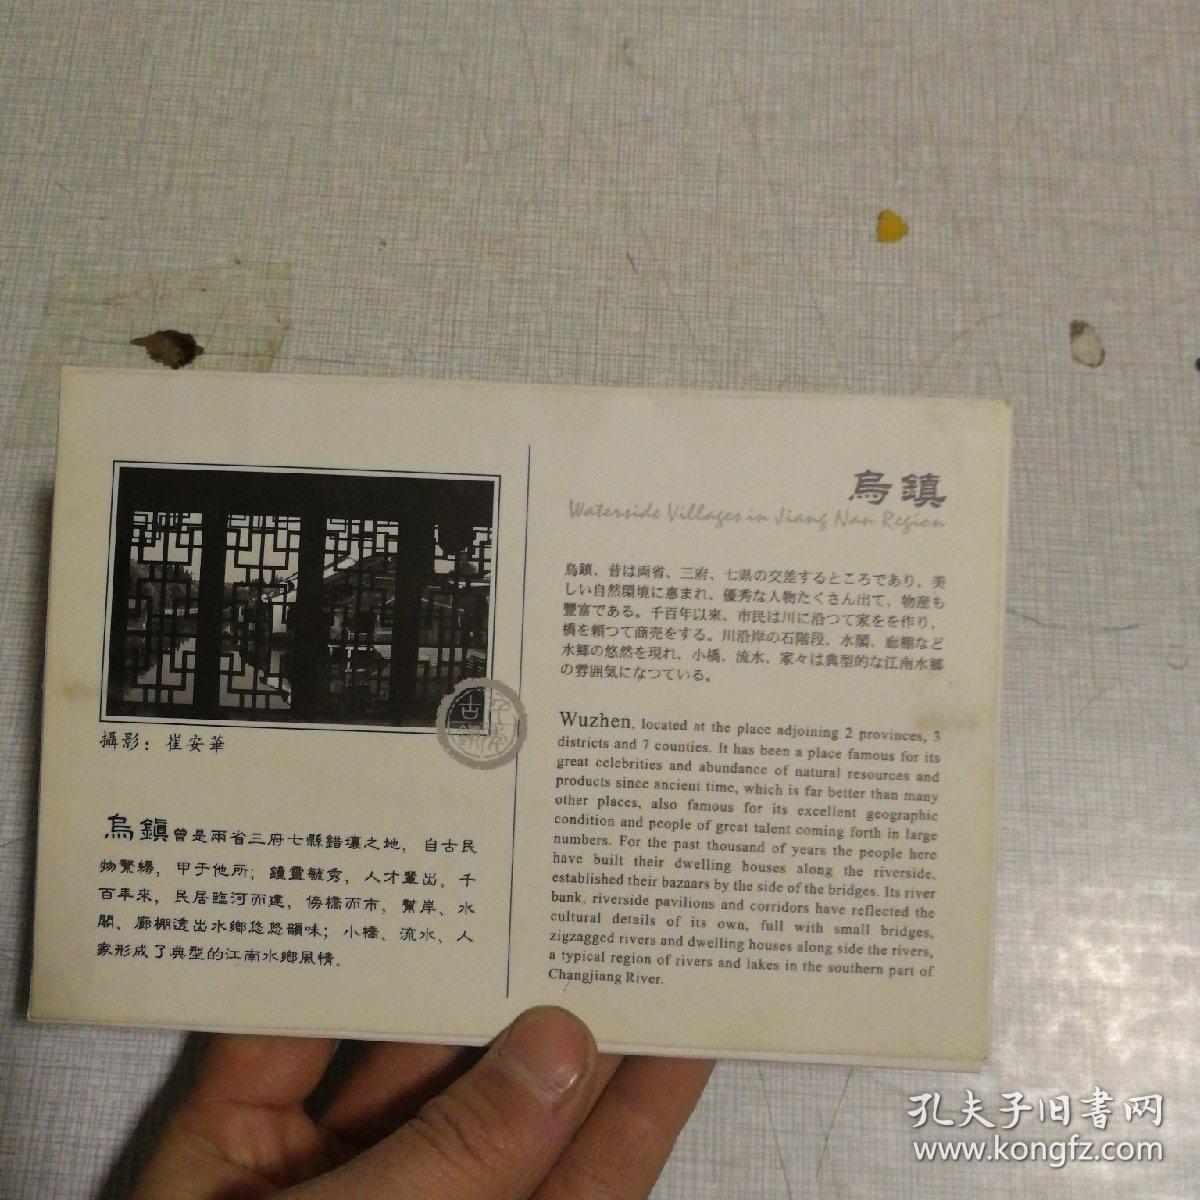 攝影：崔安華
烏鎮曾是兩省三府七縣錯壤之地，自古民
物繁縟，甲于他所；鐘靈毓秀，人才輩出。千
百年來，民居臨河而建，傍橋而市，幫岸、水
閣、廊棚透出水鄉悠悠韻味；小橋、流水、人
家形成了典型的江南水鄉風情。
烏鎮
Waterside Villages in Jiang Nan Region
烏鎮、昔は両省、三府、七県の交差するところであり、美
しい自然環境に恵まれ、優秀な人物たくさん出て、物産も
豐富である。千百年以來、市民は川に沿つて家をを作り、
橋を頼つて商売をする。川沿岸の石階段、水閣、廊棚など
水郷の悠然を現れ、小橋、流水、家々は典型的な江南水郷
の雰囲気になつている。
Wuzhen, located at the place adjoining 2 provinces, 3
districts and 7 counties. It has been a place famous for its
great celebrities and abundance of natural resources and
products since ancient time, which is far better than many
other places, also famous for its excellent geographic
condition and people of great talent coming forth in large
numbers. For the past thousand of years the people here
have built their dwelling houses along the riverside,
established their bazaars by the side of the bridges. Its river
bank, riverside pavilions and corridors have reflected the
cultural details of its own, full with small bridges,
zigzagged rivers and dwelling houses along side the rivers,
a typical region of rivers and lakes in the southern part of
Changjiang River.
孔夫子旧書网
www.kongfz.com